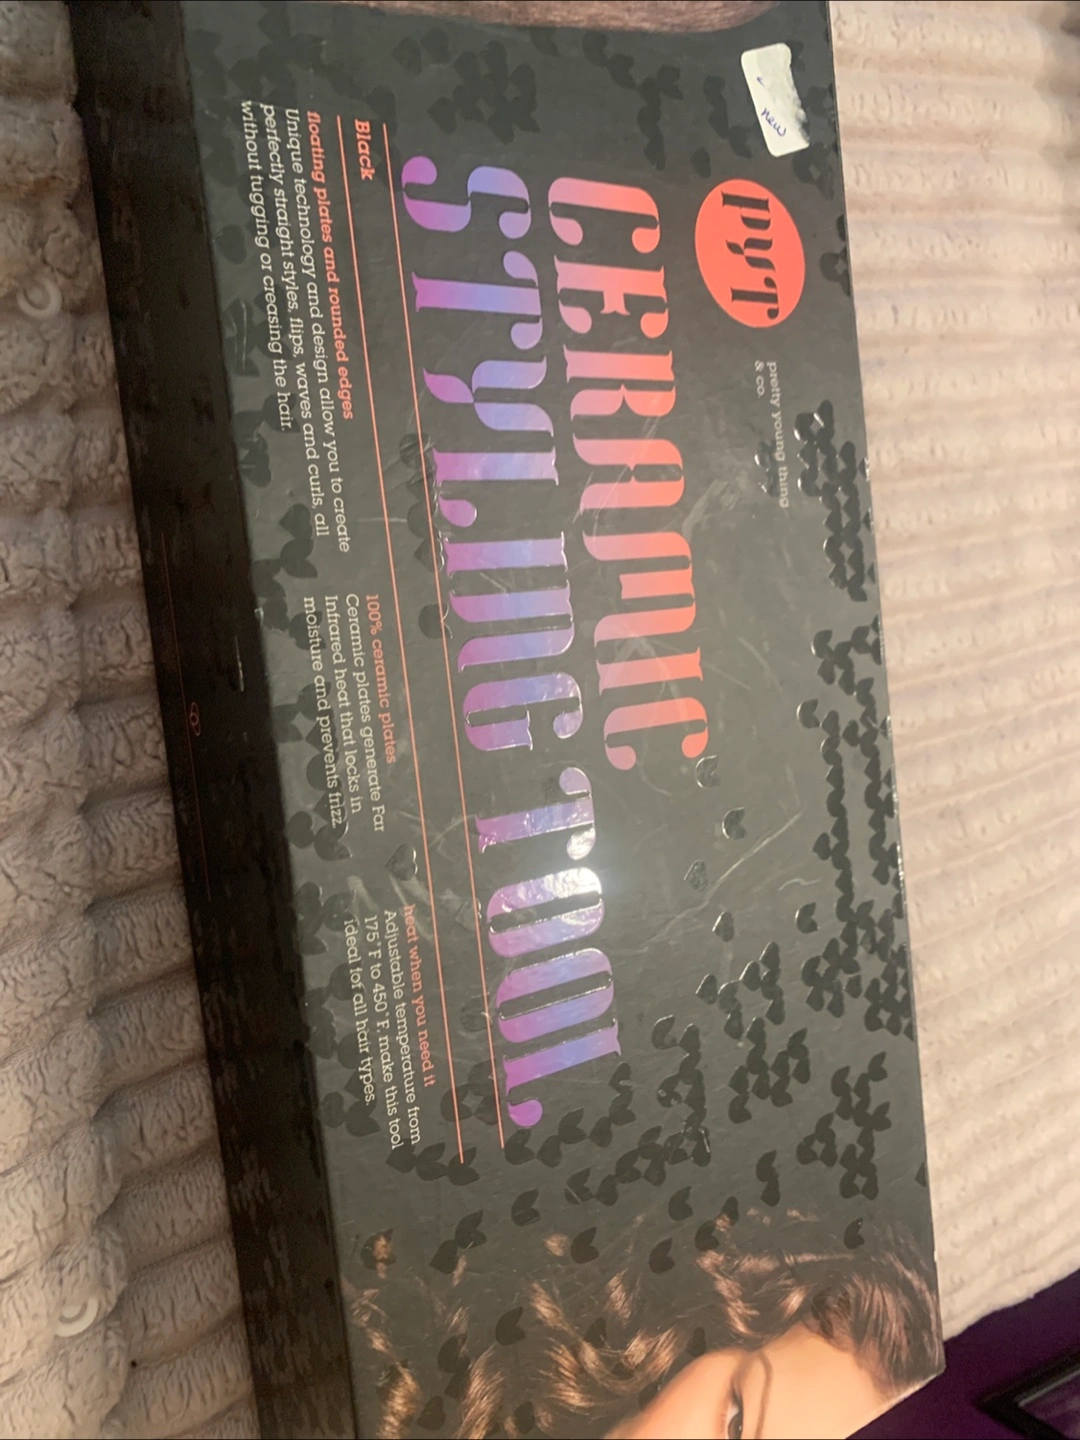 new
pyt
pretty young thing
& co.
CERAMIC
STYLING TOOL
Black
floating plates and rounded edges
Unique technology and design allow you to create
perfectly straight styles, flips, waves and curls, all
without tugging or creasing the hair.
100% ceramic plates
Ceramic plates generate Far
Infrared heat that locks in
moisture and prevents frizz.
heat when you need it
Adjustable temperature from
175°F to 450°F, make this tool
ideal for all hair types.